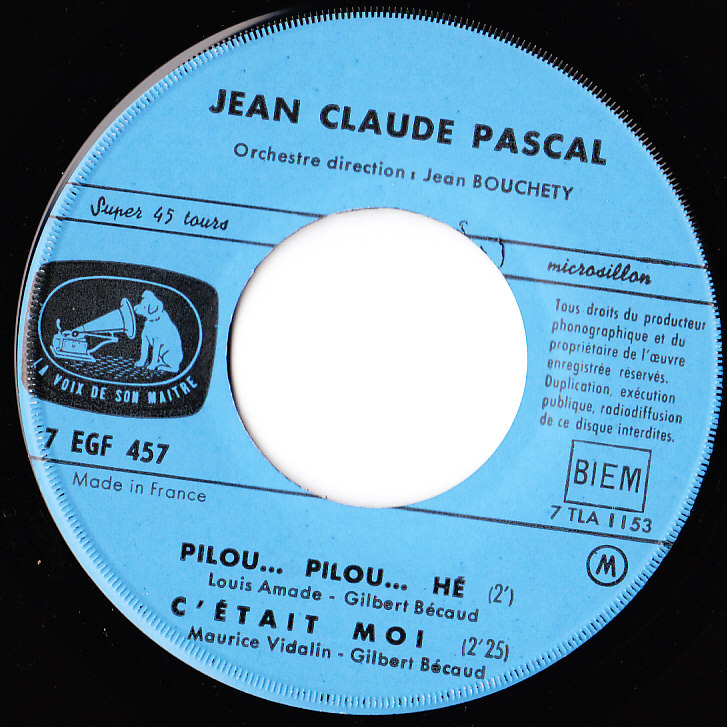 JEAN CLAUDE PASCAL
Orchestre direction : Jean BOUCHETY
Super 45 tours
microsillon
LA VOIX DE SON MAITRE
Tous droits du producteur
phonographique et du
propriétaire de l'œuvre
enregistrée réservés.
Duplication, exécution
publique, radiodiffusion
de ce disque interdites.
7 EGF 457
Made in France
BIEM
7 TLA 1153
M
PILOU... PILOU... HÉ (2')
Louis Amade - Gilbert Bécaud
C'ÉTAIT MOI (2'25)
Maurice Vidalin - Gilbert Bécaud